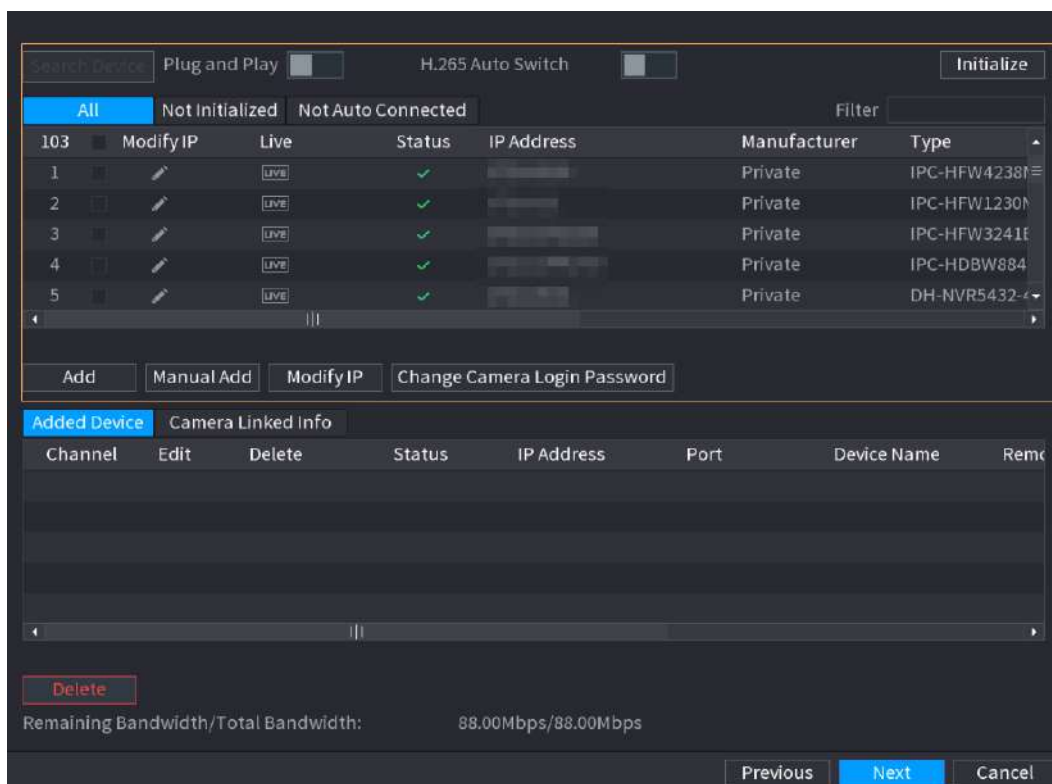 Search Device Plug and Play H.265 Auto Switch Initialize
All Not Initialized Not Auto Connected Filter
103 Modify IP Live Status IP Address Manufacturer Type
1 LIVE Private IPC-HFW4238
2 LIVE Private IPC-HFW1230
3 LIVE Private IPC-HFW3241
4 LIVE Private IPC-HDBW884
5 LIVE Private DH-NVR5432-
Add Manual Add Modify IP Change Camera Login Password
Added Device Camera Linked Info
Channel Edit Delete Status IP Address Port Device Name Remo
Delete
Remaining Bandwidth/Total Bandwidth: 88.00Mbps/88.00Mbps
Previous Next Cancel